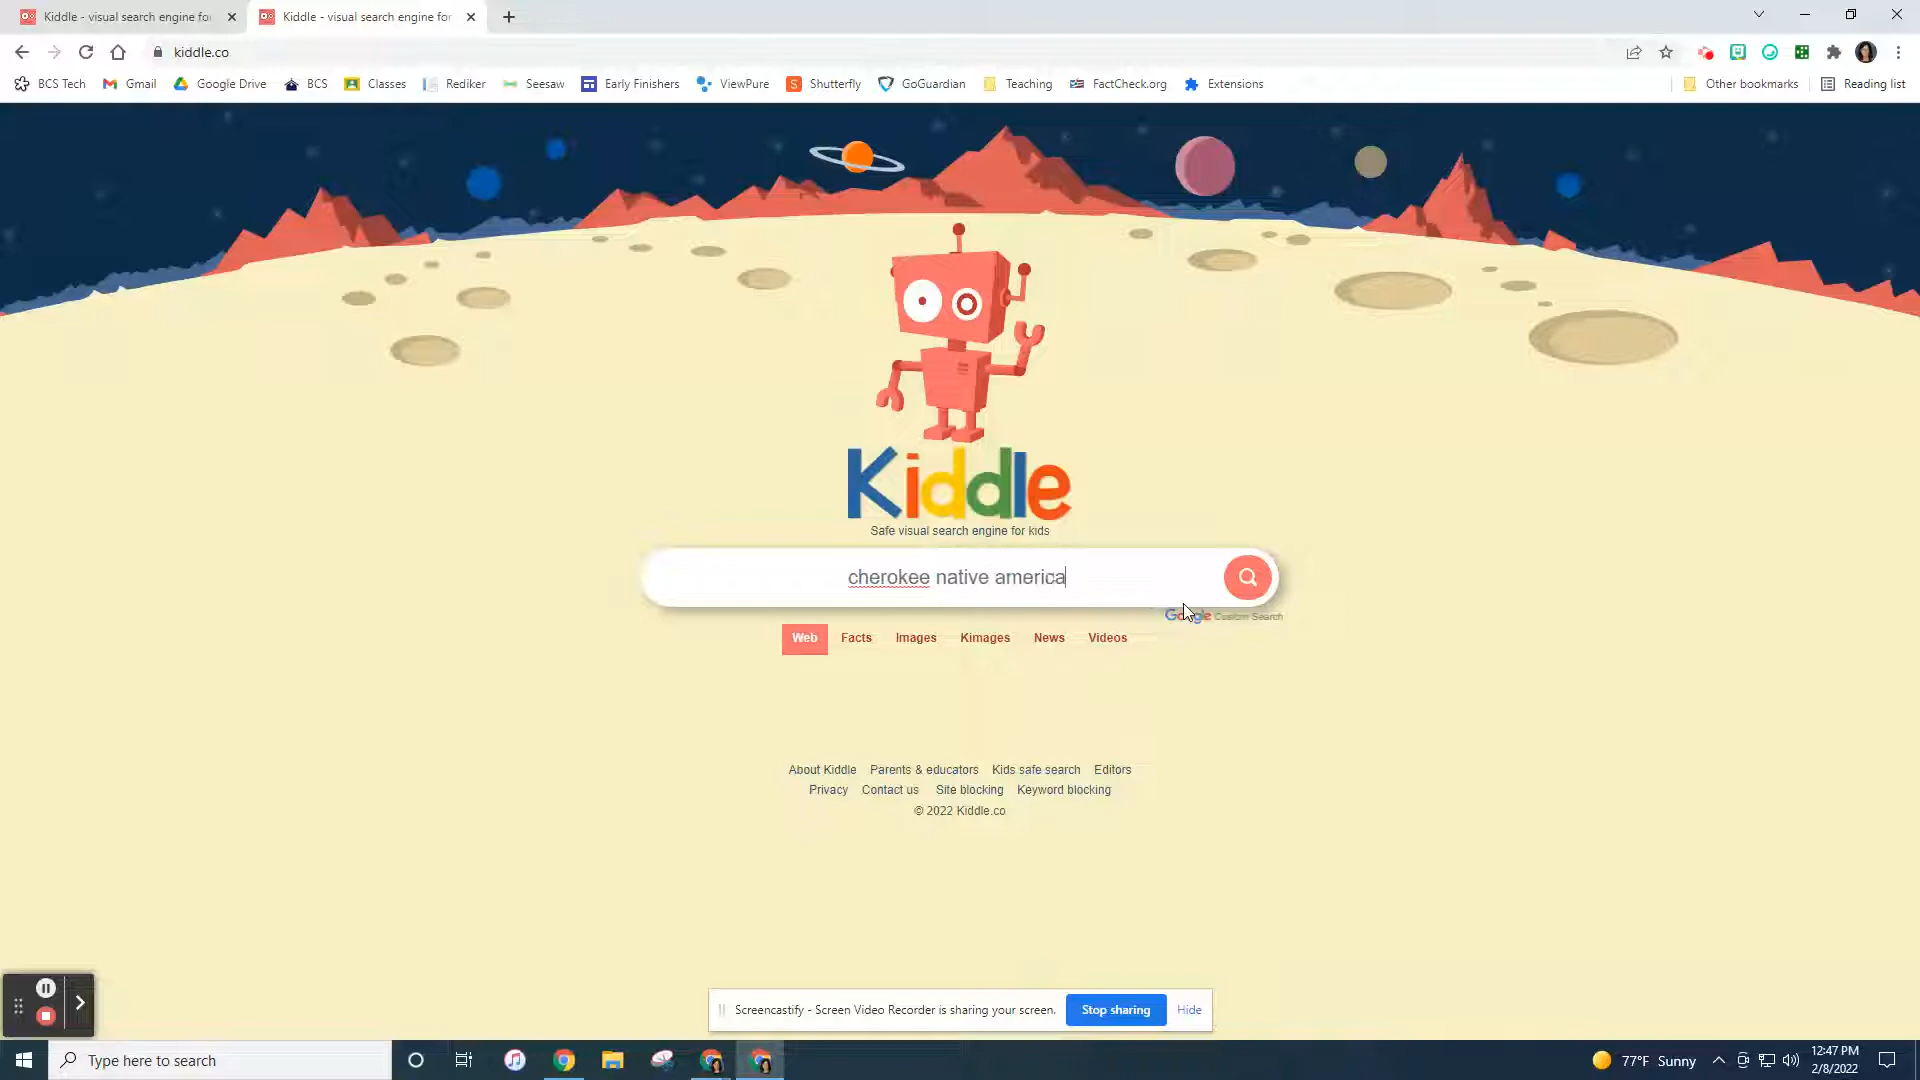 Kiddle - visual search engine for
Kiddle - visual search engine for
kiddle.co
BCS Tech
Gmail
Google Drive
BCS
Classes
Rediker
Seesaw
Early Finishers
ViewPure
Shutterfly
GoGuardian
Teaching
FactCheck.org
Extensions
Other bookmarks
Reading list
Kiddle
Safe visual search engine for kids
cherokee native america
Google Custom Search
Web Facts Images Kimages News Videos
About Kiddle Parents & educators Kids safe search Editors
Privacy Contact us Site blocking Keyword blocking
© 2022 Kiddle.co
Screencastify - Screen Video Recorder is sharing your screen.
Stop sharing
Hide
Type here to search
77°F Sunny
12:47 PM
2/8/2022